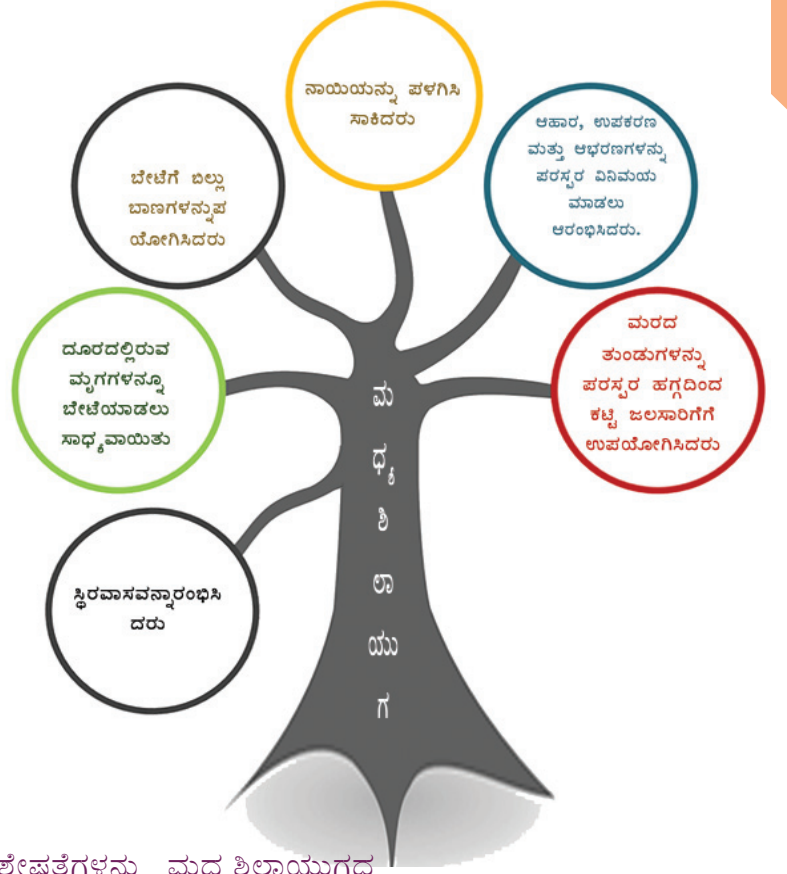 ನಾಯಿಯನ್ನು ಪಳಗಿಸಿ
ಸಾಕಿದರು
ಬೇಟೆಗೆ ಬಿಲ್ಲು
ಬಾಣಗಳನ್ನುಪ
ಯೋಗಿಸಿದರು
ಆಹಾರ, ಉಪಕರಣ
ಮತ್ತು ಆಭರಣಗಳನ್ನು
ಪರಸ್ಪರ ವಿನಿಮಯ
ಮಾಡಲು
ಆರಂಭಿಸಿದರು.
ದೂರದಲ್ಲಿರುವ
ಮೃಗಗಳನ್ನೂ
ಬೇಟೆಯಾಡಲು
ಸಾಧ್ಯವಾಯಿತು
ಮರದ
ತುಂಡುಗಳನ್ನು
ಪರಸ್ಪರ ಹಗ್ಗದಿಂದ
ಕಟ್ಟಿ ಜಲಸಾರಿಗೆಗೆ
ಉಪಯೋಗಿಸಿದರು
ಸ್ಥಿರವಾಸವನ್ನಾರಂಭಿಸಿ
ದರು
ಮ
ಧ್ಯ
ಶಿ
ಲಾ
ಯು
ಗ